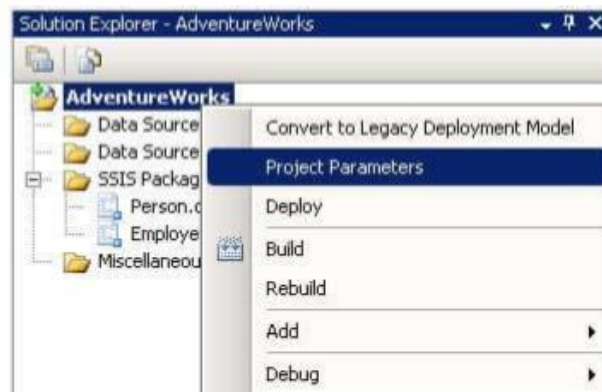 Solution Explorer - AdventureWorks
AdventureWorks
Data Source
Data Source
SSIS Packag
Person.
Employe
Miscellaneou
Convert to Legacy Deployment Model
Project Parameters
Deploy
Build
Rebuild
Add
Debug